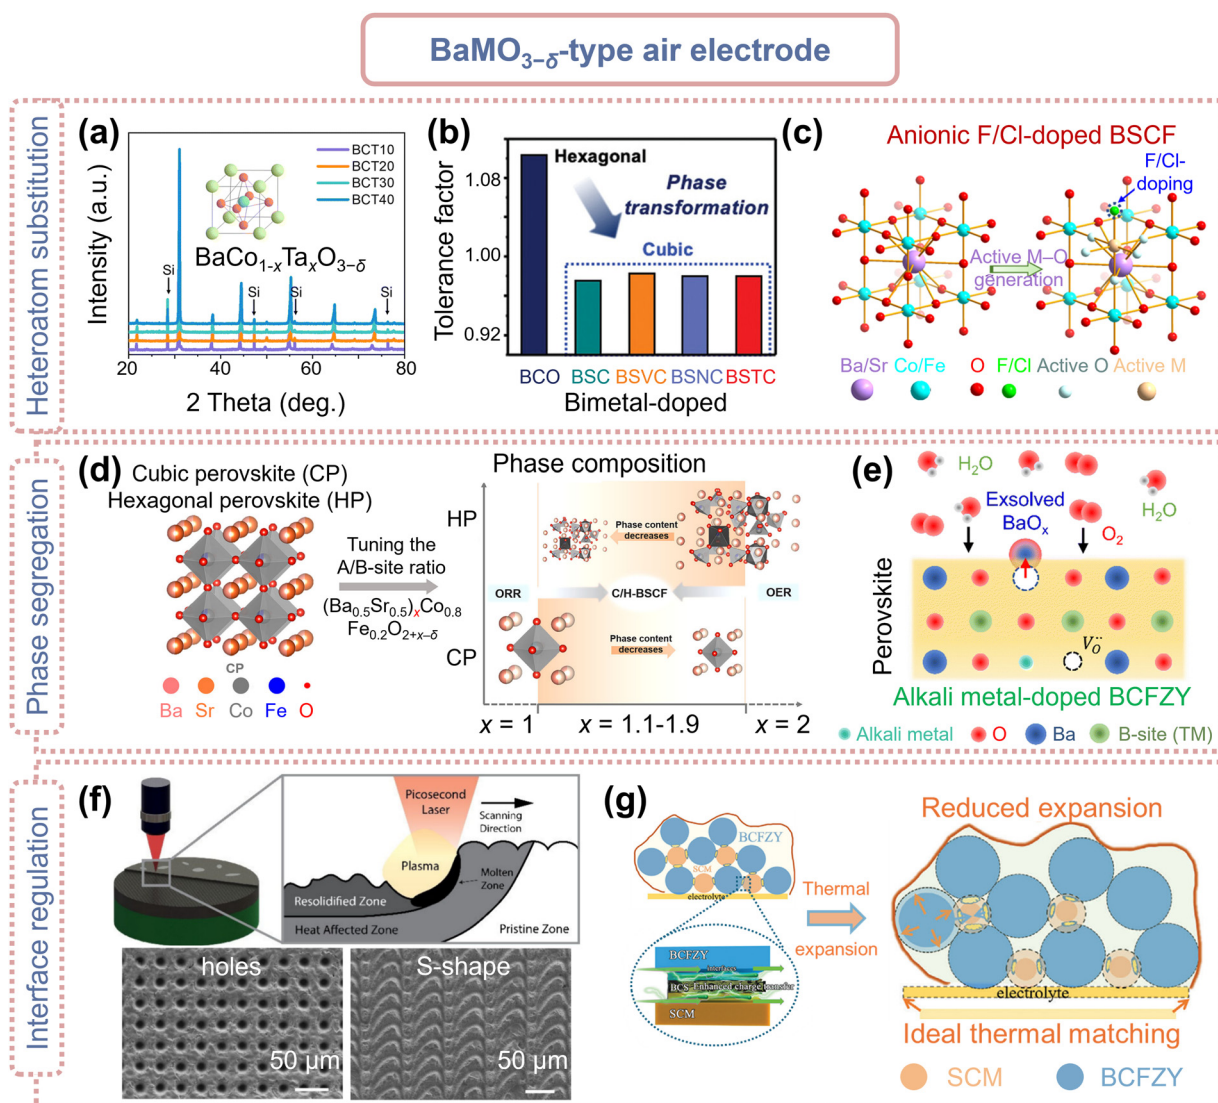 BaMO₃₋δ-type air electrode
Heteroatom substitution
(a)
Intensity (a.u.)
BCT10
BCT20
BCT30
BCT40
BaCo₁₋ₓTaₓO₃₋δ
Si
Si
Si
Si
20
40
60
80
2 Theta (deg.)
(b)
Tolerance factor
1.08
1.00
0.92
Hexagonal
Phase
transformation
Cubic
BCO
BSC
BSVC
BSNC
BSTC
Bimetal-doped
(c)
Anionic F/Cl-doped BSCF
F/Cl-
doping
Active M–O
generation
Ba/Sr
Co/Fe
O
F/Cl
Active O
Active M
Phase segregation
(d)
Cubic perovskite (CP)
Hexagonal perovskite (HP)
Tuning the
A/B-site ratio
(Ba₀.₅Sr₀.₅)ₓCo₀.₈
Fe₀.₂O₂₊ₓ₋δ
CP
Ba
Sr
Co
Fe
O
Phase composition
HP
Phase content
decreases
ORR
C/H-BSCF
OER
CP
Phase content
decreases
x = 1
x = 1.1-1.9
x = 2
(e)
H₂O
H₂O
Exsolved
BaOₓ
O₂
Perovskite
V_O^··
Alkali metal-doped BCFZY
Alkali metal
O
Ba
B-site (TM)
Interface regulation
(f)
Picosecond
Laser
Scanning
Direction
Plasma
Molten
Zone
Resolidified Zone
Heat Affected Zone
Pristine Zone
holes
50 µm
S-shape
50 µm
(g)
BCFZY
SCM
electrolyte
BCFZY
interfaces
BCS
Enhanced charge transfer
SCM
Thermal
expansion
Reduced expansion
electrolyte
Ideal thermal matching
SCM
BCFZY